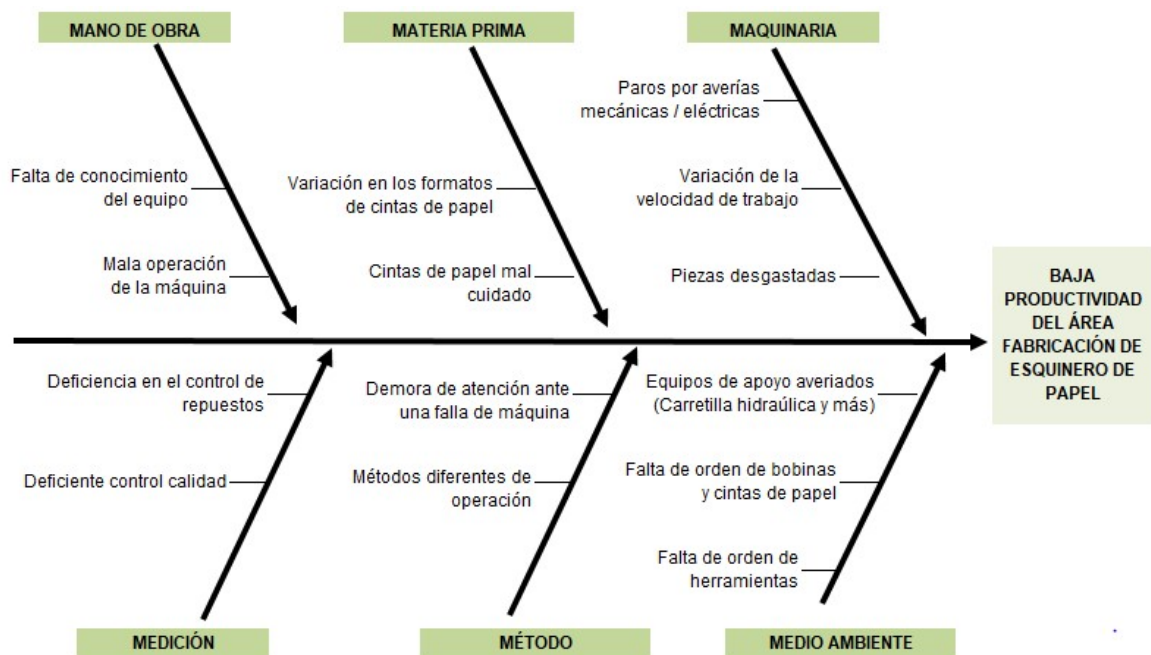 MANO DE OBRA
MATERIA PRIMA
MAQUINARIA
Paros por averías
mecánicas / eléctricas
Falta de conocimiento
del equipo
Variación en los formatos
de cintas de papel
Variación de la
velocidad de trabajo
Mala operación
de la máquina
Cintas de papel mal
cuidado
Piezas desgastadas
BAJA
PRODUCTIVIDAD
DEL ÁREA
FABRICACIÓN DE
ESQUINERO DE
PAPEL
Deficiencia en el control de
repuestos
Demora de atención ante
una falla de máquina
Equipos de apoyo averiados
(Carretilla hidraúlica y más)
Deficiente control calidad
Métodos diferentes de
operación
Falta de orden de bobinas
y cintas de papel
Falta de orden de
herramientas
MEDICIÓN
MÉTODO
MEDIO AMBIENTE